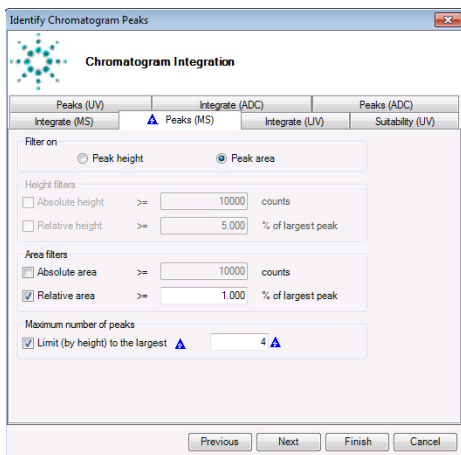 Identify Chromatogram Peaks
Chromatogram Integration
Peaks (UV) Integrate (ADC) Peaks (ADC)
Integrate (MS) Peaks (MS) Integrate (UV) Suitability (UV)
Filter on
Peak height Peak area
Height filters
Absolute height >= 10000 counts
Relative height >= 5.000 % of largest peak
Area filters
Absolute area >= 10000 counts
Relative area >= 1.000 % of largest peak
Maximum number of peaks
Limit (by height) to the largest 4
Previous Next Finish Cancel